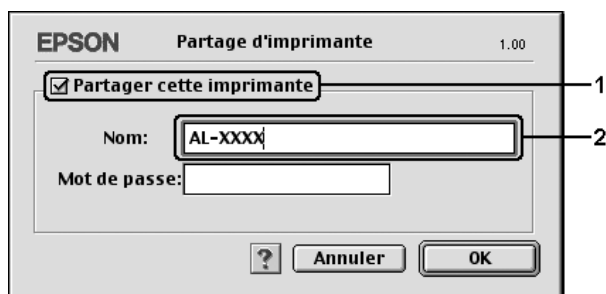 EPSON Partage d'imprimante 1.00
Partager cette imprimante 1
Nom: AL-XXXX 2
Mot de passe:
? Annuler OK